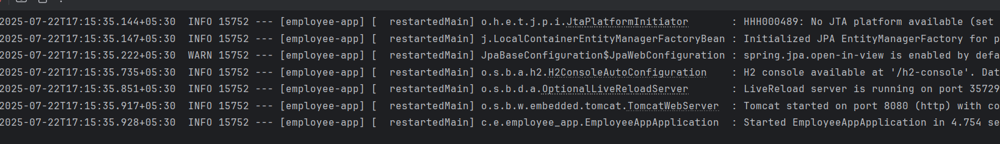 2025-07-22T17:15:35.144+05:30  INFO 15752 --- [employee-app] [  restartedMain] o.h.e.t.j.p.i.JtaPlatformInitiator       : HHH000489: No JTA platform available (set
2025-07-22T17:15:35.147+05:30  INFO 15752 --- [employee-app] [  restartedMain] j.LocalContainerEntityManagerFactoryBean : Initialized JPA EntityManagerFactory for p
2025-07-22T17:15:35.222+05:30  WARN 15752 --- [employee-app] [  restartedMain] JpaBaseConfiguration$JpaWebConfiguration : spring.jpa.open-in-view is enabled by defa
2025-07-22T17:15:35.735+05:30  INFO 15752 --- [employee-app] [  restartedMain] o.s.b.a.h2.H2ConsoleAutoConfiguration    : H2 console available at '/h2-console'. Dat
2025-07-22T17:15:35.851+05:30  INFO 15752 --- [employee-app] [  restartedMain] o.s.b.d.a.OptionalLiveReloadServer       : LiveReload server is running on port 35729
2025-07-22T17:15:35.917+05:30  INFO 15752 --- [employee-app] [  restartedMain] o.s.b.w.embedded.tomcat.TomcatWebServer  : Tomcat started on port 8080 (http) with co
2025-07-22T17:15:35.928+05:30  INFO 15752 --- [employee-app] [  restartedMain] c.e.employee_app.EmployeeAppApplication  : Started EmployeeAppApplication in 4.754 se